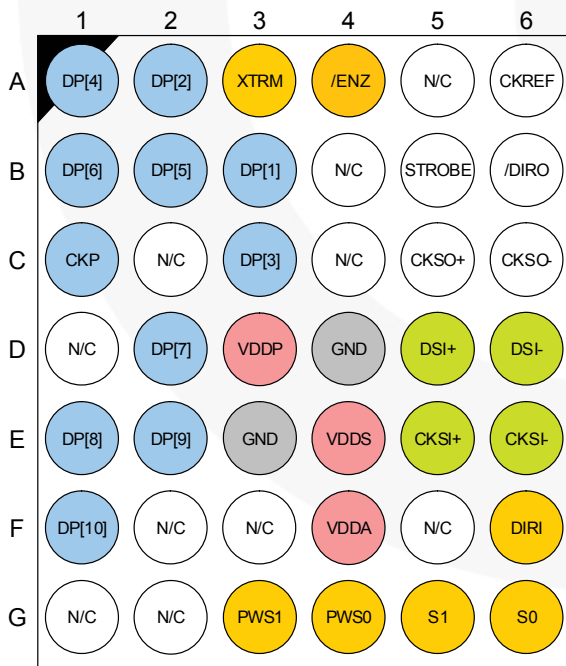 1 2 3 4 5 6
A DP[4] DP[2] XTRM /ENZ N/C CKREF
B DP[6] DP[5] DP[1] N/C STROBE /DIRO
C CKP N/C DP[3] N/C CKSO+ CKSO-
D N/C DP[7] VDDP GND DSI+ DSI-
E DP[8] DP[9] GND VDDS CKSI+ CKSI-
F DP[10] N/C N/C VDDA N/C DIRI
G N/C N/C PWS1 PWS0 S1 S0